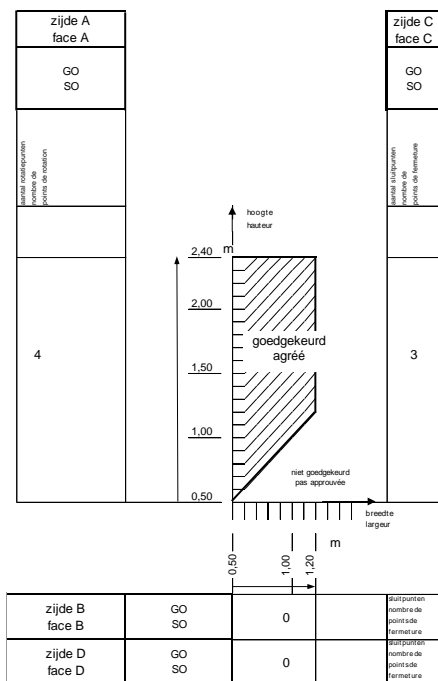 zijde A
face A
zijde C
face C
GO
SO
GO
SO
aantal rotatiepunten
nombre de
points de rotation
aantal sluitpunten
nombre de
points de fermeture
hoogte
hauteur
m
2,40
2,00
goedgekeurd
agréé
1,50
4
3
1,00
niet goedgekeurd
pas approuvée
0,50
breedte
largeur
m
0,50
1,00
1,20
zijde B
face B
GO
SO
0
sluitpunten
nombre de
points de
fermeture
zijde D
face D
GO
SO
0
sluitpunten
nombre de
points de
fermeture